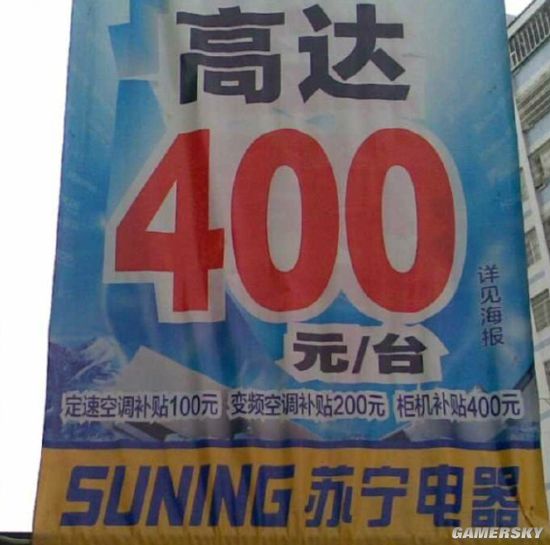 高达
400
元/台
详见海报
定速空调补贴100元 变频空调补贴200元 柜机补贴400元
SUNING 苏宁电器
GAMERSKY